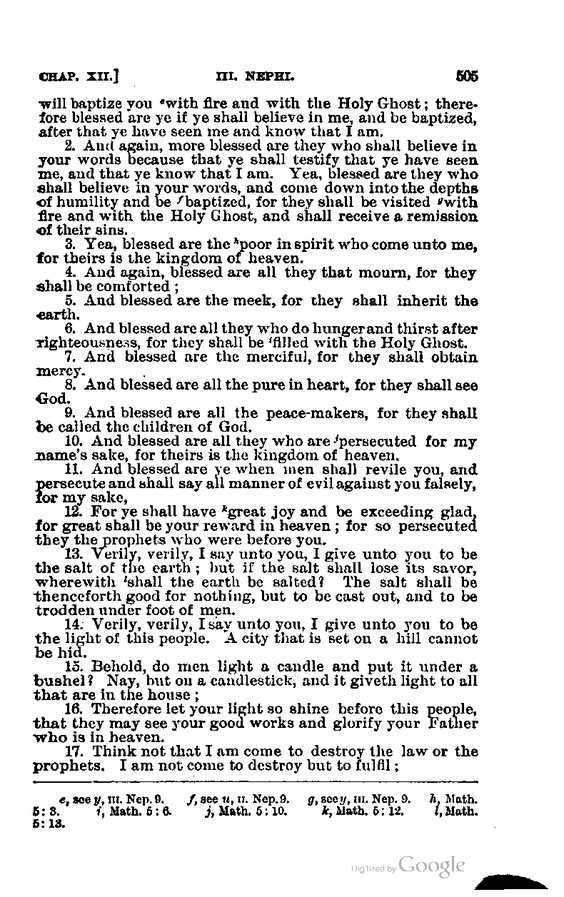 CHAP. XII.] III. NEPHI. 505
will baptize you ᵉwith fire and with the Holy Ghost; there-
fore blessed are ye if ye shall believe in me, and be baptized,
after that ye have seen me and know that I am.
2. And again, more blessed are they who shall believe in
your words because that ye shall testify that ye have seen
me, and that ye know that I am. Yea, blessed are they who
shall believe in your words, and come down into the depths
of humility and be ᶠbaptized, for they shall be visited ᵍwith
fire and with the Holy Ghost, and shall receive a remission
of their sins.
3. Yea, blessed are the ʰpoor in spirit who come unto me,
for theirs is the kingdom of heaven.
4. And again, blessed are all they that mourn, for they
shall be comforted;
5. And blessed are the meek, for they shall inherit the
earth.
6. And blessed are all they who do hunger and thirst after
righteousness, for they shall be ⁱfilled with the Holy Ghost.
7. And blessed are the merciful, for they shall obtain
mercy.
8. And blessed are all the pure in heart, for they shall see
God.
9. And blessed are all the peace-makers, for they shall
be called the children of God.
10. And blessed are all they who are ʲpersecuted for my
name's sake, for theirs is the kingdom of heaven.
11. And blessed are ye when men shall revile you, and
persecute and shall say all manner of evil against you falsely,
for my sake,
12. For ye shall have ᵏgreat joy and be exceeding glad,
for great shall be your reward in heaven; for so persecuted
they the prophets who were before you.
13. Verily, verily, I say unto you, I give unto you to be
the salt of the earth; but if the salt shall lose its savor,
wherewith ˡshall the earth be salted? The salt shall be
thenceforth good for nothing, but to be cast out, and to be
trodden under foot of men.
14. Verily, verily, I say unto you, I give unto you to be
the light of this people. A city that is set on a hill cannot
be hid.
15. Behold, do men light a candle and put it under a
bushel? Nay, but on a candlestick, and it giveth light to all
that are in the house;
16. Therefore let your light so shine before this people,
that they may see your good works and glorify your Father
who is in heaven.
17. Think not that I am come to destroy the law or the
prophets. I am not come to destroy but to fulfil;
e, see y, III. Nep. 9. f, see u, II. Nep. 9. g, see y, III. Nep. 9. h, Math.
5: 3. i, Math. 5: 6. j, Math. 5: 10. k, Math. 5: 12. l, Math.
5: 13.
Digitized by Google